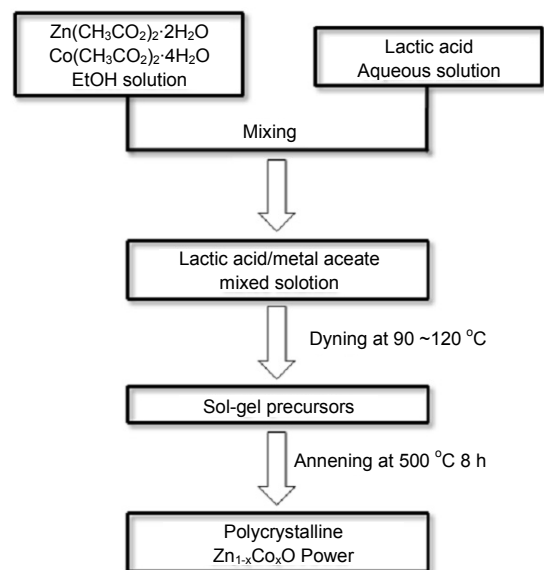 Zn(CH₃CO₂)₂·2H₂O
Co(CH₃CO₂)₂·4H₂O
EtOH solution
Lactic acid
Aqueous solution
Mixing
Lactic acid/metal aceate
mixed solotion
Dyning at 90 ~120 °C
Sol-gel precursors
Annening at 500 °C 8 h
Polycrystalline
Zn₁₋ₓCoₓO Power